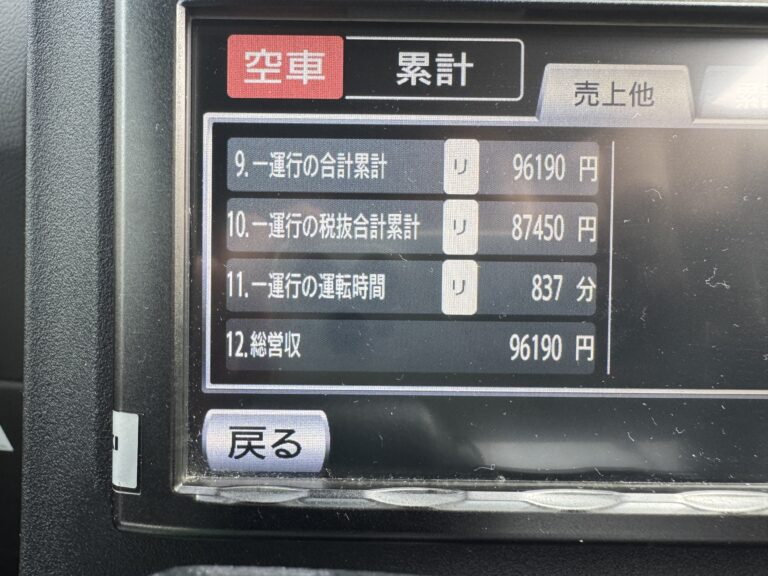 空車 累計
売上他
9.一運行の合計累計 リ 96190 円
10.一運行の税抜合計累計 リ 87450 円
11.一運行の運転時間 リ 837 分
12.総営収 96190 円
戻る